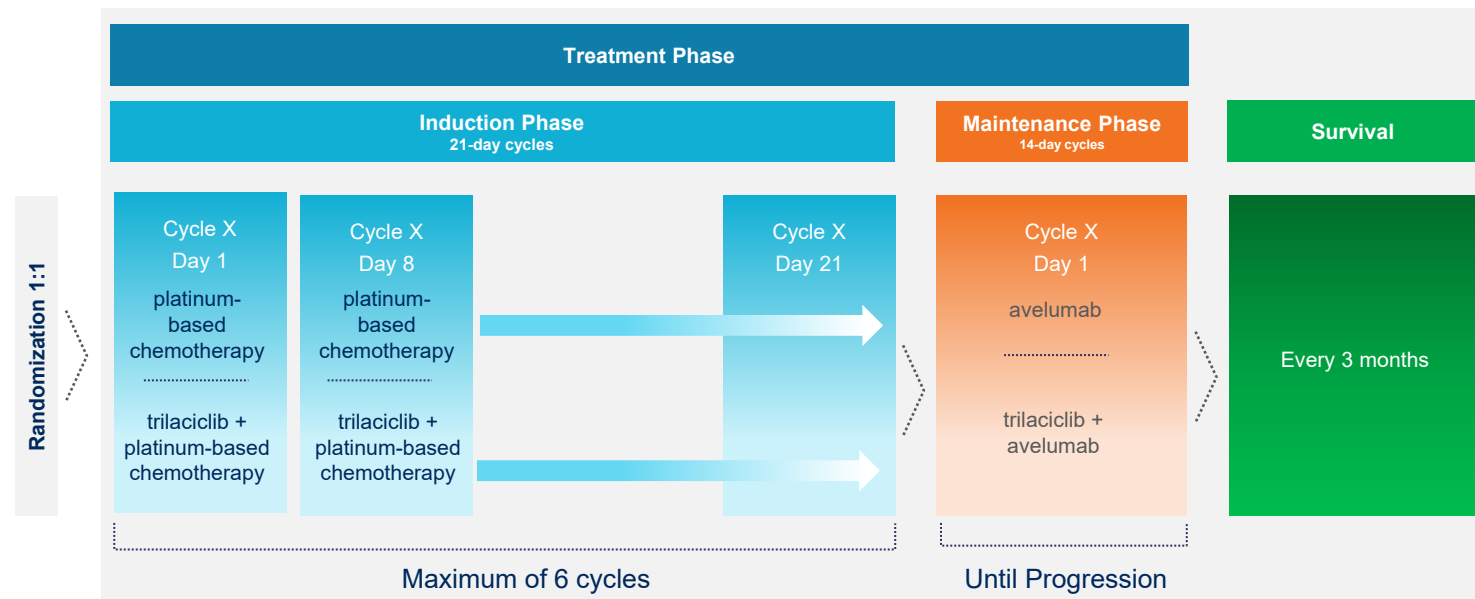 Treatment Phase
Induction Phase
21-day cycles
Maintenance Phase
14-day cycles
Survival
Randomization 1:1
Cycle X
Day 1
platinum-
based
chemotherapy
trilaciclib +
platinum-based
chemotherapy
Cycle X
Day 8
platinum-
based
chemotherapy
trilaciclib +
platinum-based
chemotherapy
Cycle X
Day 21
Cycle X
Day 1
avelumab
trilaciclib +
avelumab
Every 3 months
Maximum of 6 cycles
Until Progression